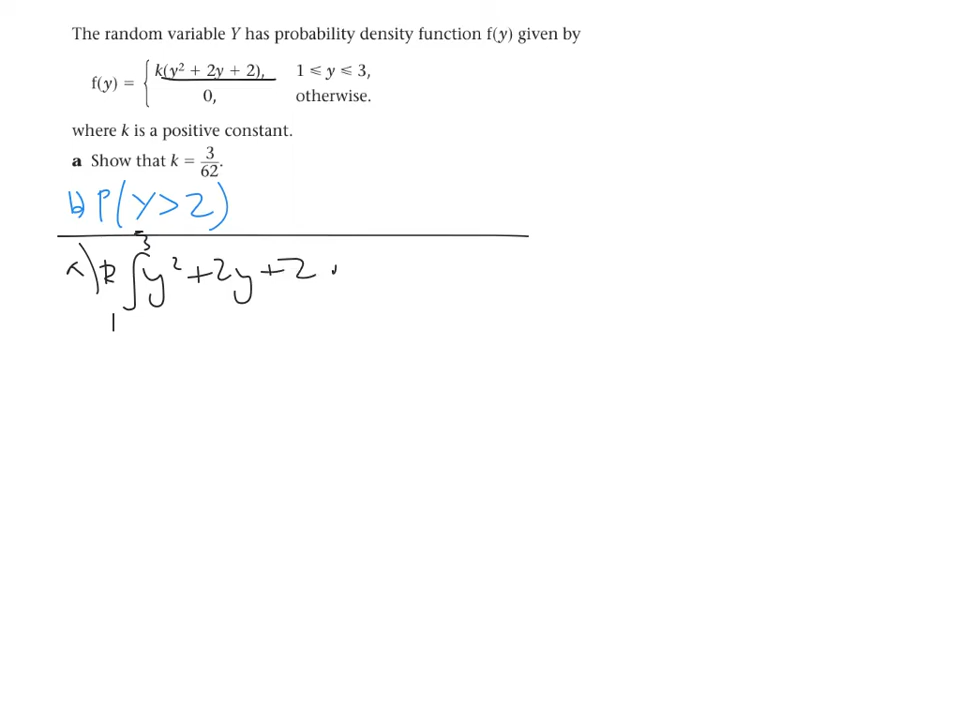 The random variable Y has probability density function f(y) given by
f(y) = { k(y² + 2y + 2), 1 ⩽ y ⩽ 3,
0, otherwise.
where k is a positive constant.
a Show that k = 3/62.
b) P(Y>2)
a) k ∫₁³ y² + 2y + 2